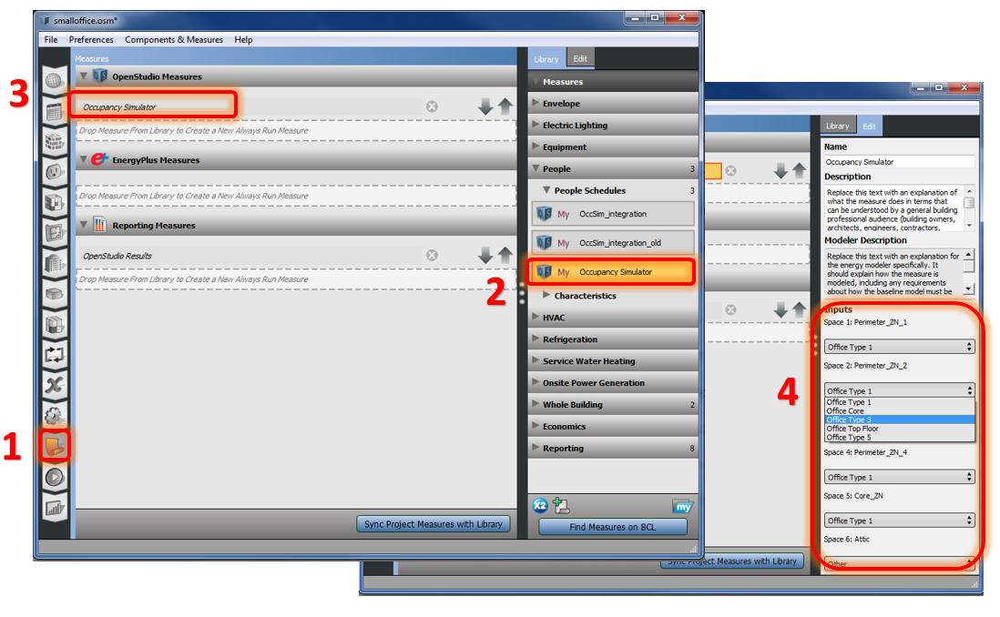 smalloffice.osm*
File Preferences Components & Measures Help
Measures
OpenStudio Measures
3
Occupancy Simulator
Drop Measure From Library to Create a New Always Run Measure
EnergyPlus Measures
Drop Measure From Library to Create a New Always Run Measure
Reporting Measures
OpenStudio Results
Drop Measure From Library to Create a New Always Run Measure
1
Sync Project Measures with Library
Library Edit
Measures
Envelope
Electric Lighting
Equipment
People 3
People Schedules 3
My OccSim_integration
My OccSim_integration_old
2
My Occupancy Simulator
Characteristics
HVAC
Refrigeration
Service Water Heating
Onsite Power Generation
Whole Building 2
Economics
Reporting 8
X2
my
Find Measures on BCL
Library Edit
Name
Occupancy Simulator
Description
Replace this text with an explanation of
what the measure does in terms that
can be understood by a general building
professional audience (building owners,
architects, engineers, contractors,
Modeler Description
Replace this text with an explanation for
the energy modeler specifically. It
should explain how the measure is
modeled, including any requirements
about how the baseline model must be
Inputs
Space 1: Perimeter_ZN_1
Office Type 1
Space 2: Perimeter_ZN_2
4
Office Type 1
Office Type 1
Office Core
Office Type 3
Office Top Floor
Office Type 5
Space 4: Perimeter_ZN_4
Office Type 1
Space 5: Core_ZN
Office Type 1
Space 6: Attic
Other
Sync Project Measures with Library